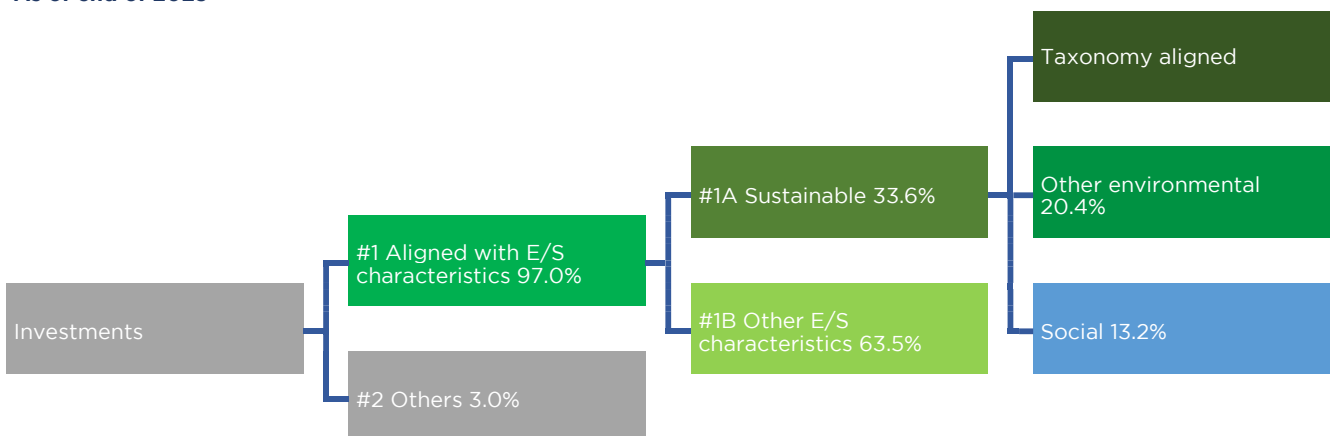 Taxonomy aligned
#1A Sustainable 33.6%
Other environmental
20.4%
#1 Aligned with E/S
characteristics 97.0%
Investments
#1B Other E/S
characteristics 63.5%
Social 13.2%
#2 Others 3.0%